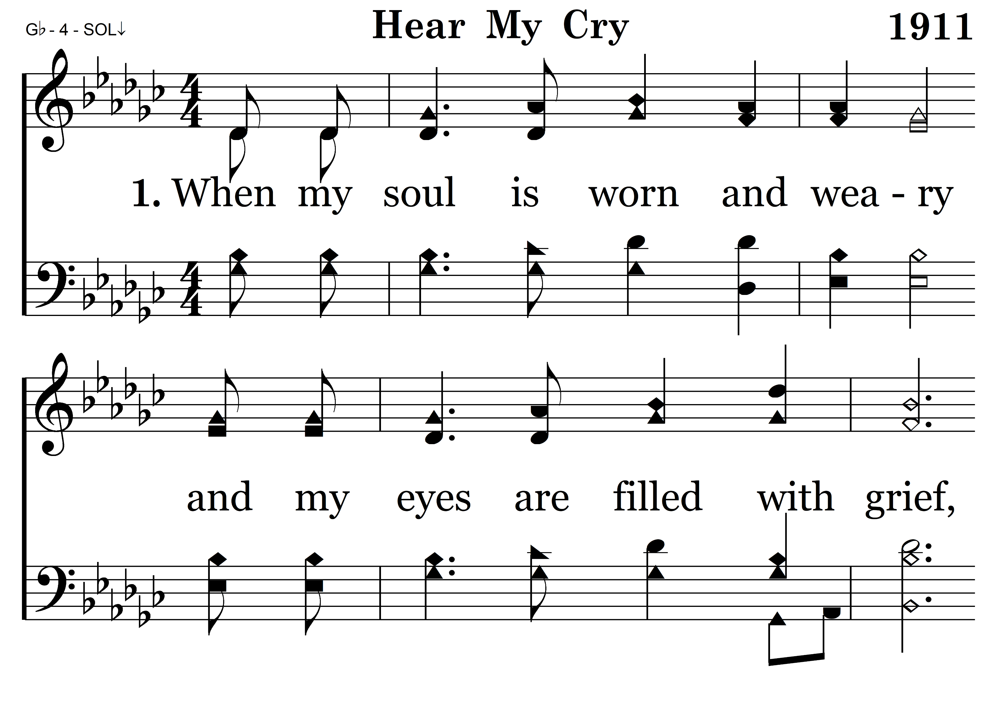 G♭ - 4 - SOL↓ Hear My Cry 1911
1. When my soul is worn and wea - ry
and my eyes are filled with grief,